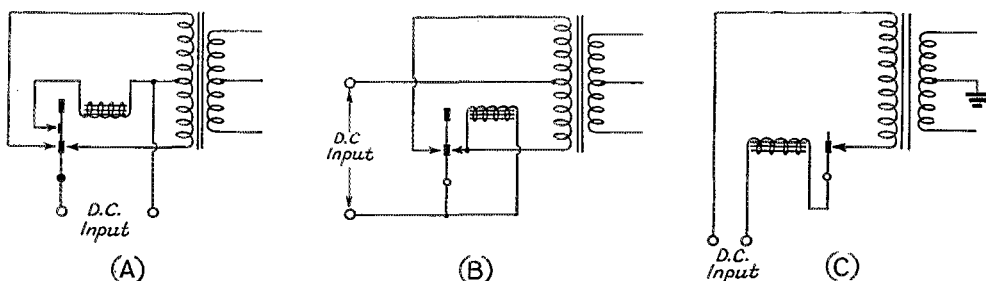 D.C.
Input
(A)
D.C
Input
(B)
D.C.
Input
(C)